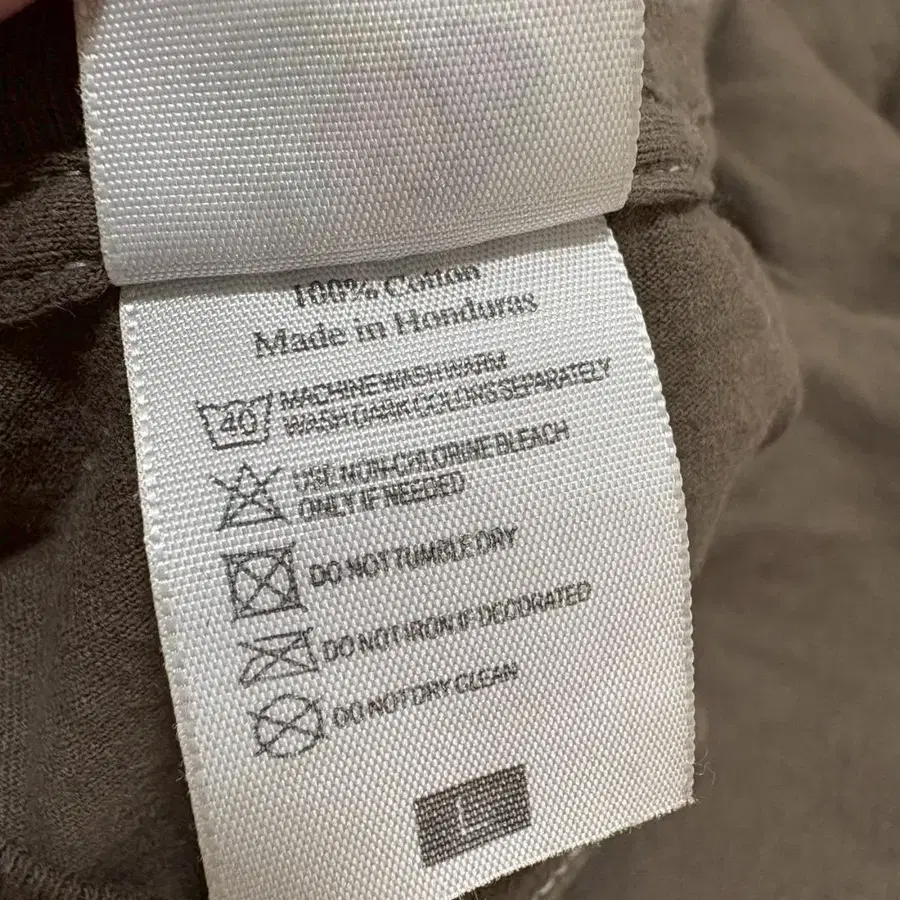 100% Cotton
Made in Honduras
40 MACHINE WASH WARM
WASH DARK COLORS SEPARATELY
USE NON-CHLORINE BLEACH
ONLY IF NEEDED
DO NOT TUMBLE DRY
DO NOT IRON IF DECORATED
DO NOT DRY CLEAN
L